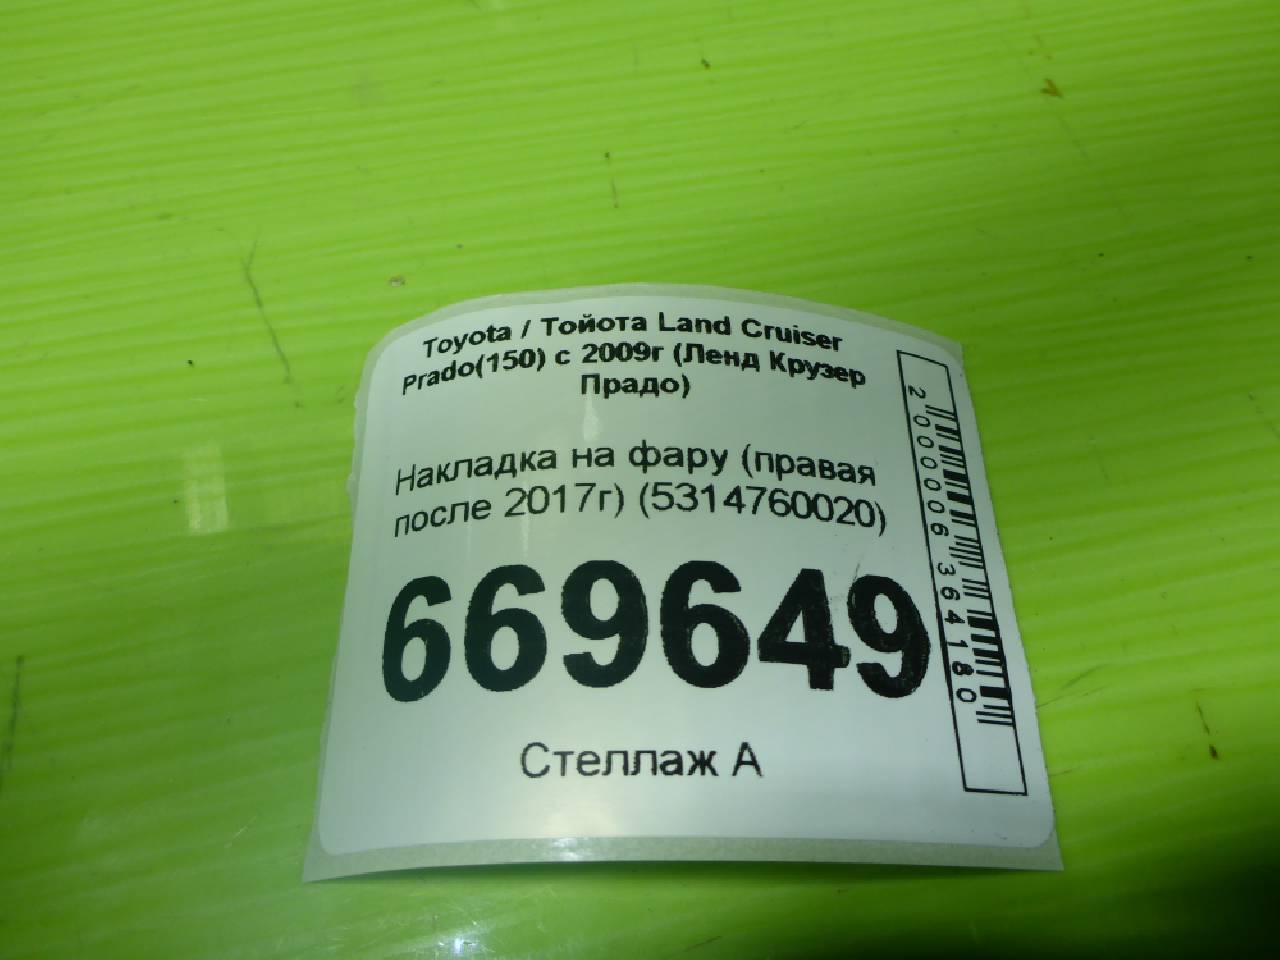 Toyota / Тойота Land Cruiser
Prado(150) с 2009г (Ленд Крузер
Прадо)
Накладка на фару (правая
после 2017г) (5314760020)
669649
Стеллаж А
2000006364180